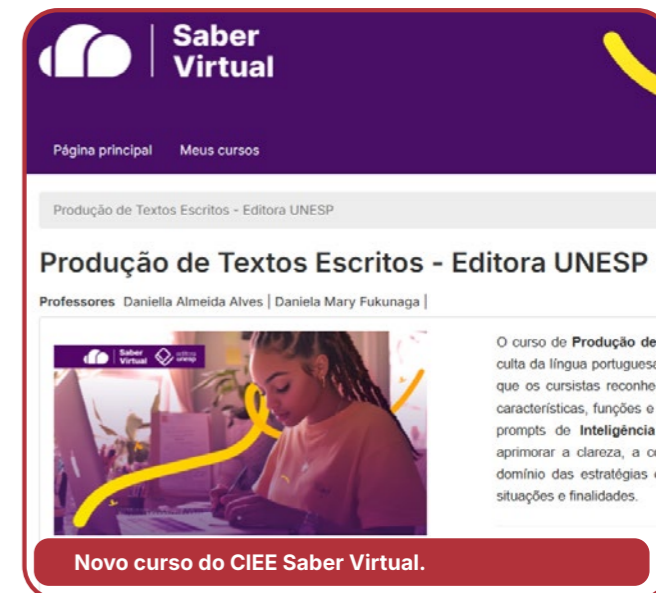 Saber
Virtual
Página principal Meus cursos
Produção de Textos Escritos - Editora UNESP
Produção de Textos Escritos - Editora UNESP
Professores Daniella Almeida Alves | Daniela Mary Fukunaga |
Saber
Virtual
editora
unesp
O curso de Produção de
culta da língua portuguesa
que os cursistas reconhe
características, funções e
prompts de Inteligência
aprimorar a clareza, a co
domínio das estratégias
situações e finalidades.
Novo curso do CIEE Saber Virtual.